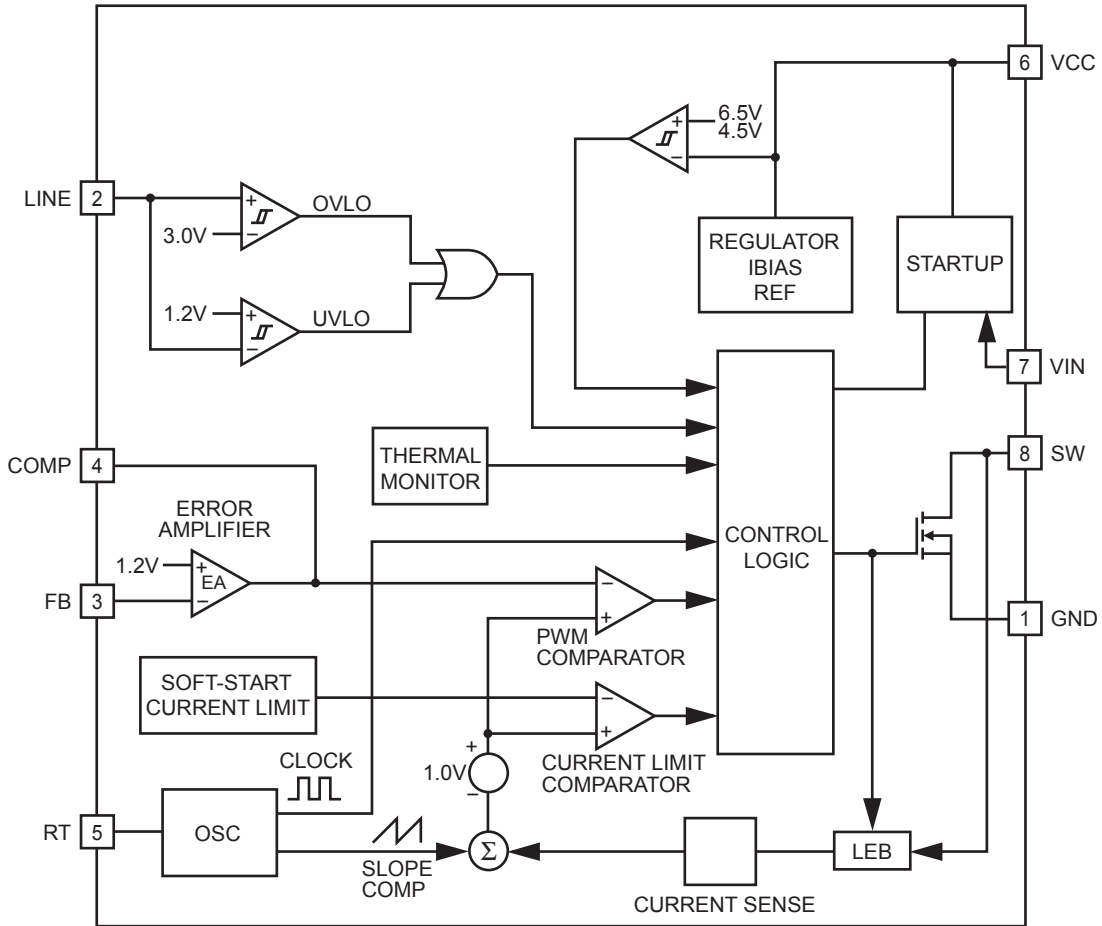 6 VCC
6.5V
+
4.5V
−
LINE 2
+
OVLO
3.0V
−
REGULATOR
IBIAS
REF
STARTUP
1.2V
+
UVLO
−
7 VIN
COMP 4
THERMAL
MONITOR
8 SW
ERROR
AMPLIFIER
CONTROL
LOGIC
1.2V
+
EA
−
FB 3
−
+
PWM
COMPARATOR
1 GND
SOFT-START
CURRENT LIMIT
−
+
CURRENT LIMIT
COMPARATOR
+
1.0V
−
CLOCK
RT 5
OSC
SLOPE
COMP
Σ
LEB
CURRENT SENSE